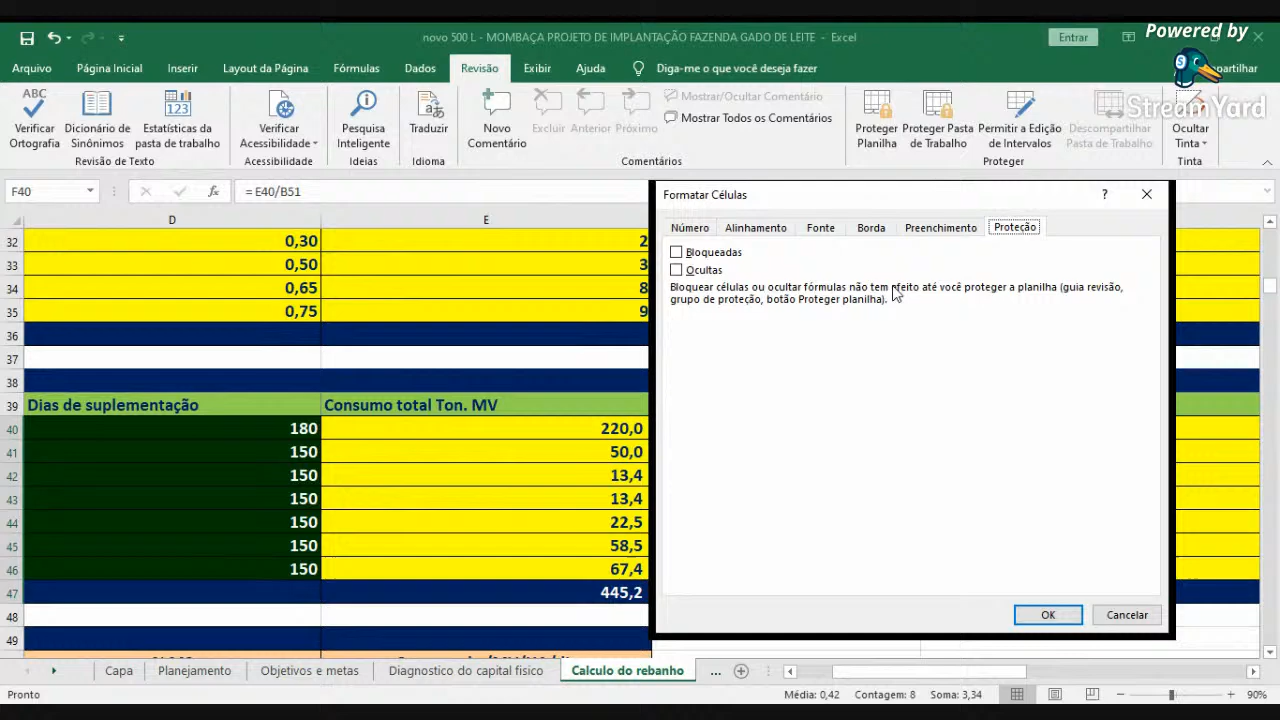 Powered by
StreamYard
novo 500 L - MOMBAÇA PROJETO DE IMPLANTAÇÃO FAZENDA GADO DE LEITE - Excel
Entrar
Arquivo Página Inicial Inserir Layout da Página Fórmulas Dados Revisão Exibir Ajuda Diga-me o que você deseja fazer
ABC
Verificar Ortografia
Dicionário de Sinônimos
123
Estatísticas da pasta de trabalho
Revisão de Texto
Verificar Acessibilidade
Acessibilidade
Pesquisa Inteligente
Ideias
Traduzir
Idioma
Novo Comentário
Excluir Anterior Próximo
Mostrar/Ocultar Comentário
Mostrar Todos os Comentários
Comentários
Proteger Planilha
Proteger Pasta de Trabalho
Permitir a Edição de Intervalos
Descompartilhar Pasta de Trabalho
Proteger
Ocultar Tinta
Tinta
F40 fx = E40/B51
D E
32 0,30 2
33 0,50 3
34 0,65 8
35 0,75 9
36
37
38
39 Dias de suplementação Consumo total Ton. MV
40 180 220,0
41 150 50,0
42 150 13,4
43 150 13,4
44 150 22,5
45 150 58,5
46 150 67,4
47 445,2
48
49
Formatar Células ?
Número Alinhamento Fonte Borda Preenchimento Proteção
Bloqueadas
Ocultas
Bloquear células ou ocultar fórmulas não tem efeito até você proteger a planilha (guia revisão,
grupo de proteção, botão Proteger planilha).
OK Cancelar
Capa Planejamento Objetivos e metas Diagnostico do capital fisico Calculo do rebanho ...
Pronto Média: 0,42 Contagem: 8 Soma: 3,34 90%